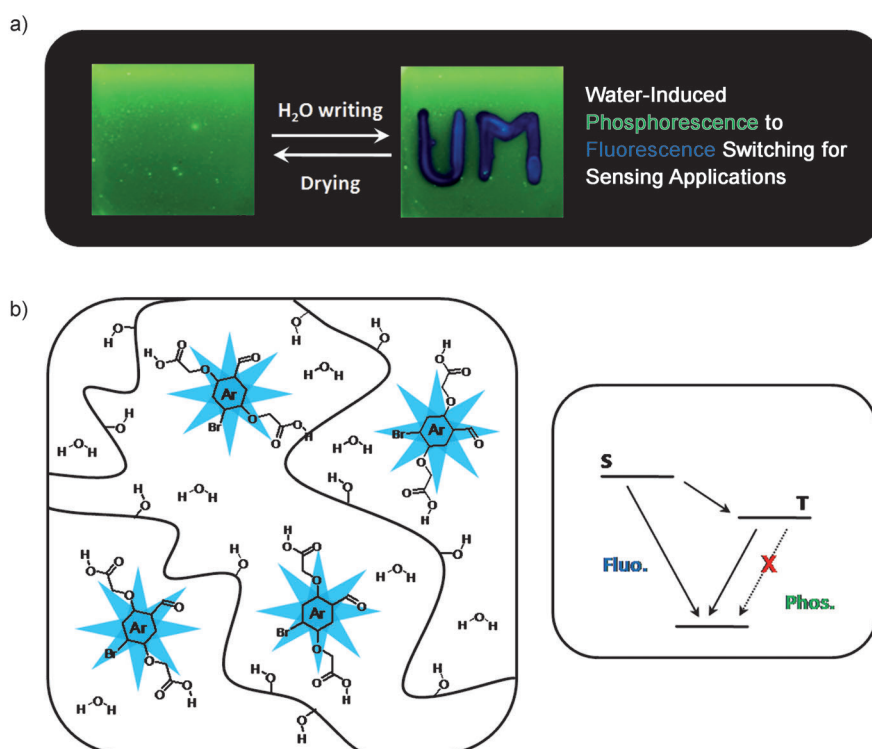 a)
H₂O writing
Drying
UM
Water-Induced
Phosphorescence to
Fluorescence Switching for
Sensing Applications
b)
H O
O H
H O O
O O
Ar
Br O
O
O H
H O H
O H
O
O
Br Ar
O
O
O
O H
H O H
H O
H O H
H O
H O O
O O
Ar
Br O
O
O H
H O
H O O
O O
Ar
Br
O
O
O H
H O H
H O
O H
S
T
Fluo.
X
Phos.